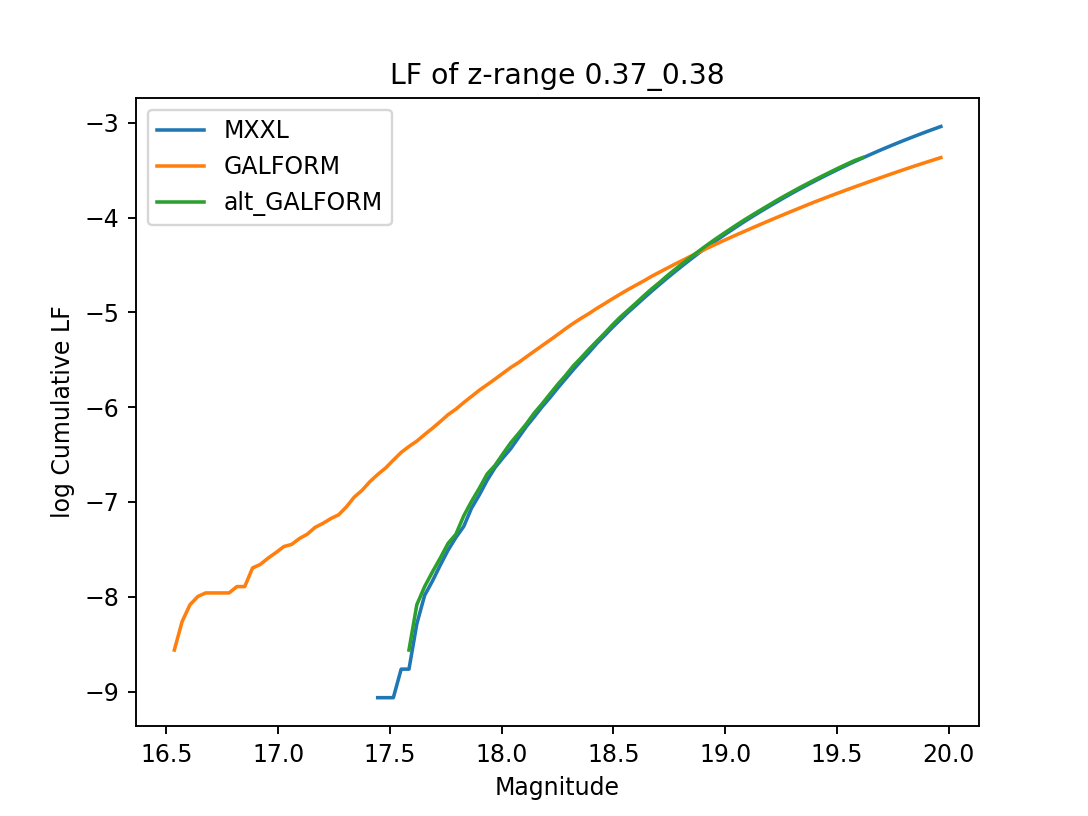 LF of z-range 0.37_0.38
MXXL
GALFORM
alt_GALFORM
log Cumulative LF
−3
−4
−5
−6
−7
−8
−9
16.5 17.0 17.5 18.0 18.5 19.0 19.5 20.0
Magnitude